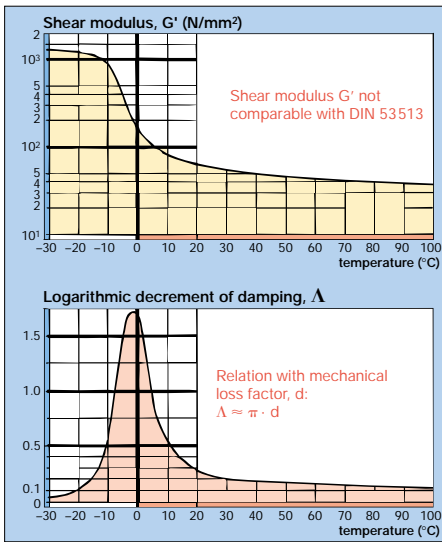 Shear modulus, G' (N/mm²)
2
10³
5
4
3
2
10²
5
4
3
2
10¹
Shear modulus G' not
comparable with DIN 53513
–30 –20 –10 0 10 20 30 40 50 60 70 80 90 100
temperature (°C)
Logarithmic decrement of damping, Λ
1.5
1.0
0.5
0.1
0
Relation with mechanical
loss factor, d:
Λ ≈ π · d
–30 –20 –10 0 10 20 30 40 50 60 70 80 90 100
temperature (°C)